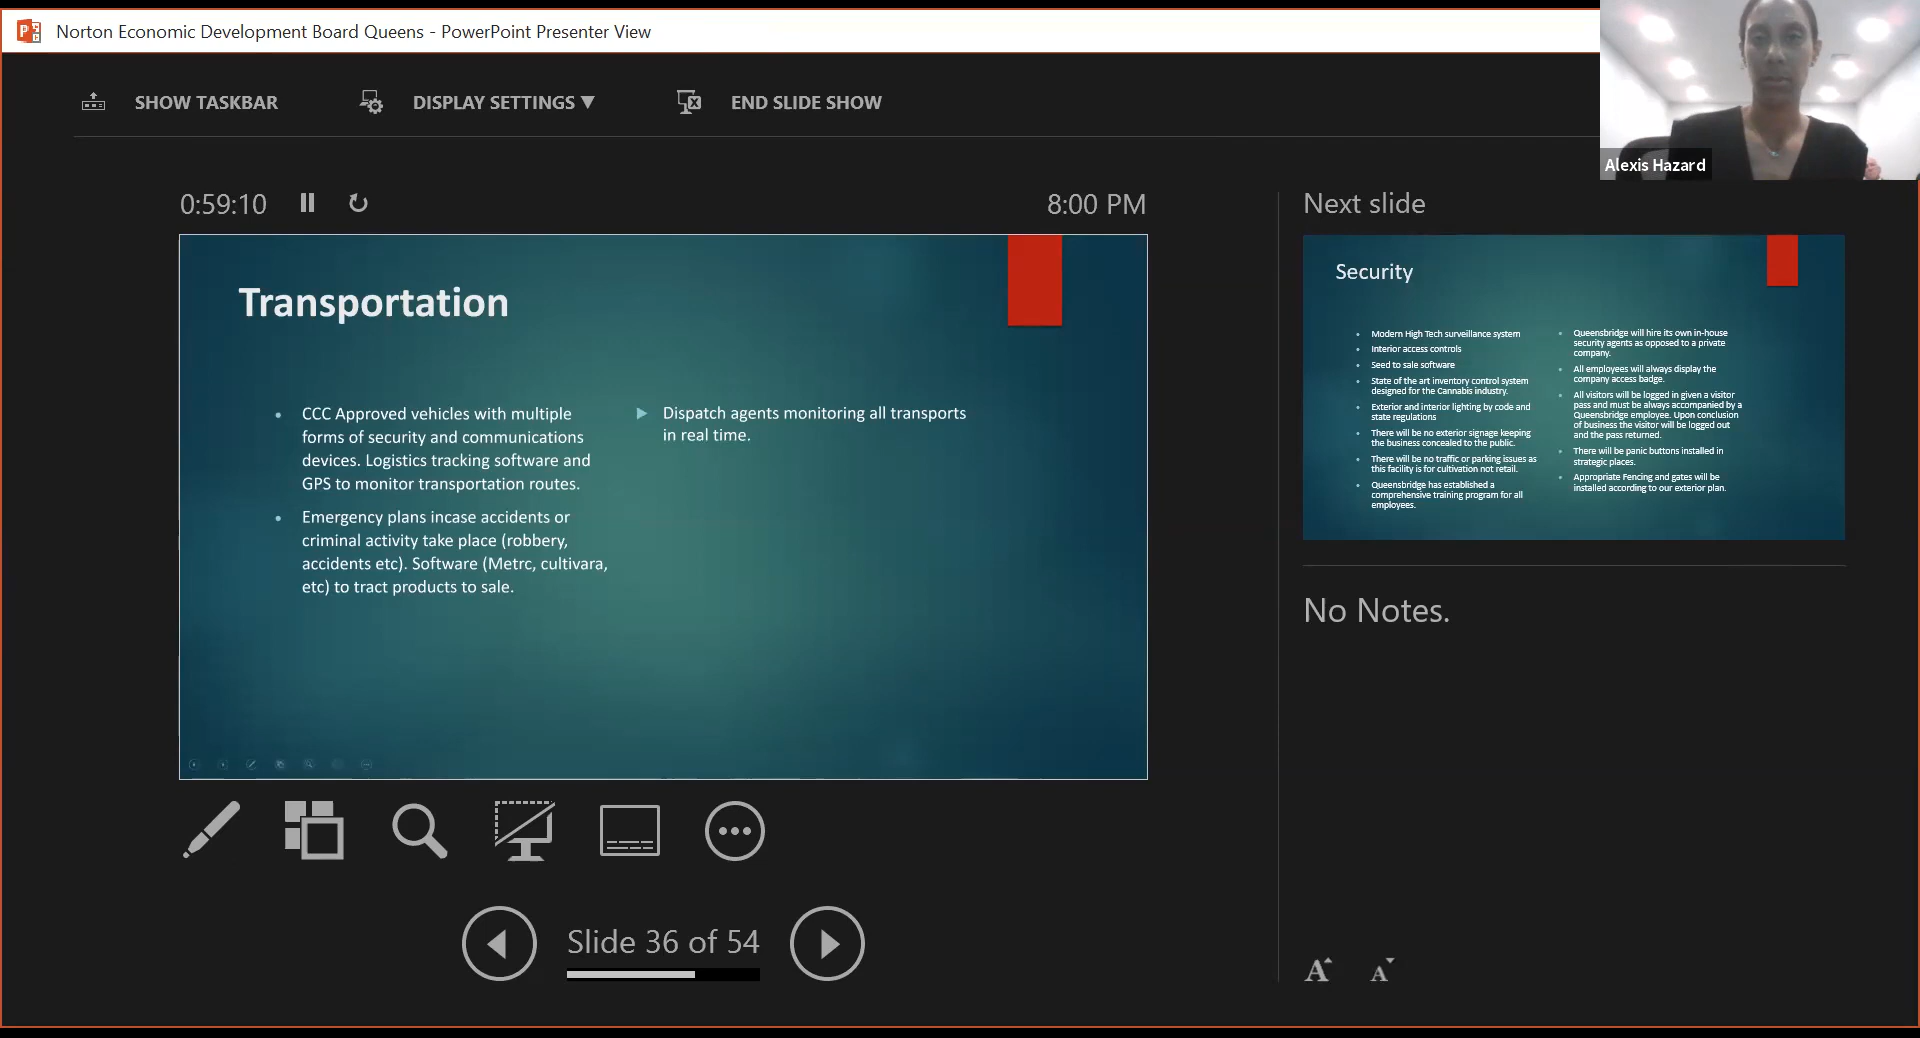 Norton Economic Development Board Queens - PowerPoint Presenter View
SHOW TASKBAR
DISPLAY SETTINGS ▼
END SLIDE SHOW
Alexis Hazard
0:59:10
8:00 PM
Transportation
• CCC Approved vehicles with multiple
forms of security and communications
devices. Logistics tracking software and
GPS to monitor transportation routes.
• Emergency plans incase accidents or
criminal activity take place (robbery,
accidents etc). Software (Metrc, cultivara,
etc) to tract products to sale.
Dispatch agents monitoring all transports
in real time.
Slide 36 of 54
Next slide
Security
• Modern High Tech surveillance system
• Interior access controls
• Seed to sale software
• State of the art inventory control system
designed for the Cannabis industry.
• Exterior and interior lighting by code and
state regulations
• There will be no exterior signage keeping
the business concealed to the public.
• There will be no traffic or parking issues as
this facility is for cultivation not retail.
• Queensbridge has established a
comprehensive training program for all
employees.
• Queensbridge will hire its own in-house
security agents as opposed to a private
company.
• All employees will always display the
company access badge.
• All visitors will be logged in given a visitor
pass and must be always accompanied by a
Queensbridge employee. Upon conclusion
of business the visitor will be logged out
and the pass returned.
• There will be panic buttons installed in
strategic places.
• Appropriate Fencing and gates will be
installed according to our exterior plan.
No Notes.
A A